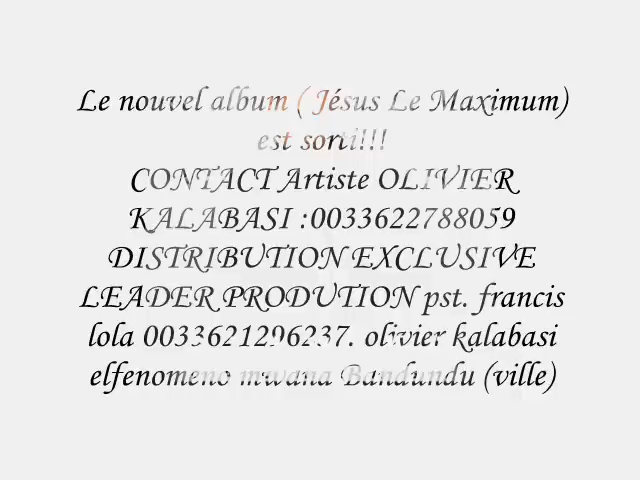 Le nouvel album ( Jésus Le Maximum)
est sorti!!!
CONTACT Artiste OLIVIER
KALABASI :0033622788059
DISTRIBUTION EXCLUSIVE
LEADER PRODUTION pst. francis
lola 0033621296237. olivier kalabasi
elfenomeno mwana Bandundu (ville)